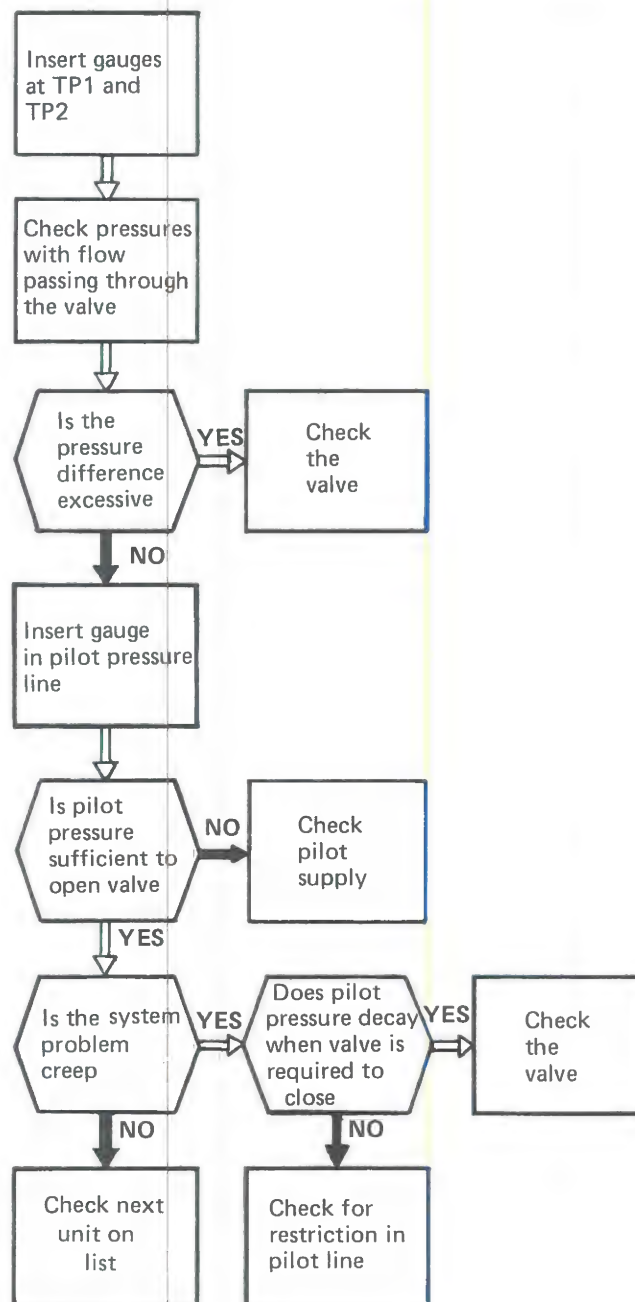 Insert gauges
at TP1 and
TP2
Check pressures
with flow
passing through
the valve
Is the
pressure
difference
excessive
YES
Check
the
valve
NO
Insert gauge
in pilot pressure
line
Is pilot
pressure
sufficient to
open valve
NO
Check
pilot
supply
YES
Is the system
problem
creep
YES
Does pilot
pressure decay
when valve is
required to
close
YES
Check
the
valve
NO
Check next
unit on
list
NO
Check for
restriction in
pilot line